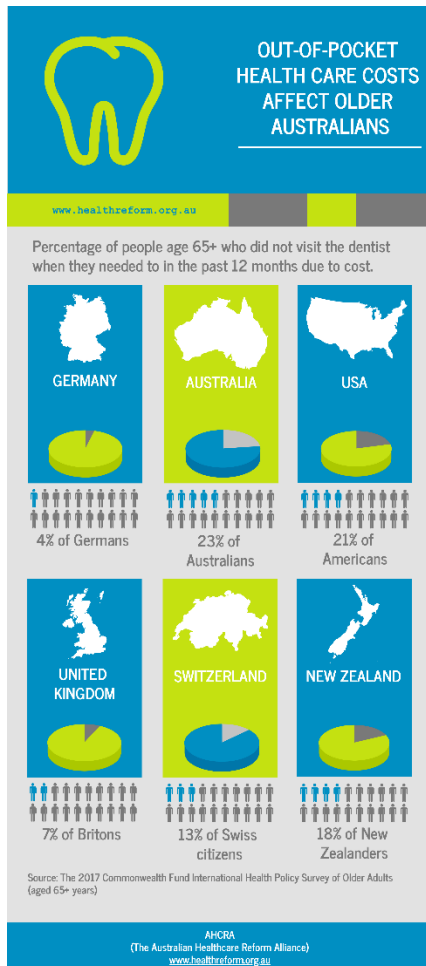 OUT-OF-POCKET
HEALTH CARE COSTS
AFFECT OLDER
AUSTRALIANS
www.healthreform.org.au
Percentage of people age 65+ who did not visit the dentist
when they needed to in the past 12 months due to cost.
GERMANY
AUSTRALIA
USA
4% of Germans
23% of
Australians
21% of
Americans
UNITED
KINGDOM
SWITZERLAND
NEW ZEALAND
7% of Britons
13% of Swiss
citizens
18% of New
Zealanders
Source: The 2017 Commonwealth Fund International Health Policy Survey of Older Adults
(aged 65+ years)
AHCRA
(The Australian Healthcare Reform Alliance)
www.healthreform.org.au